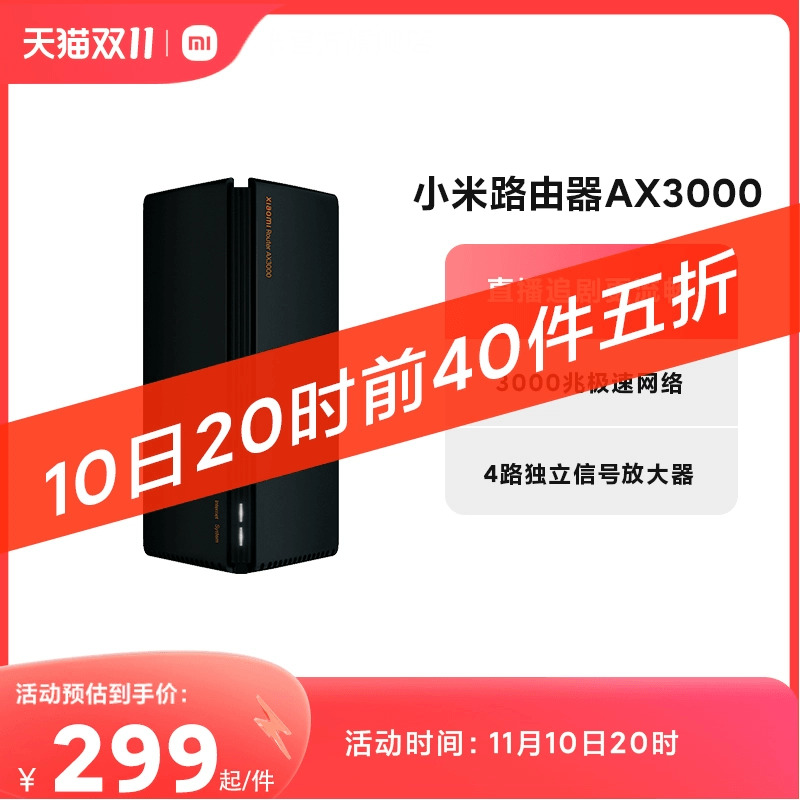 天猫双11
小米路由器AX3000
xiaomi Router AX3000
直播追剧
10日20时前40件五折
3000兆极速网络
4路独立信号放大器
Internet System
活动预估到手价:
¥299起/件
活动时间: 11月10日20时